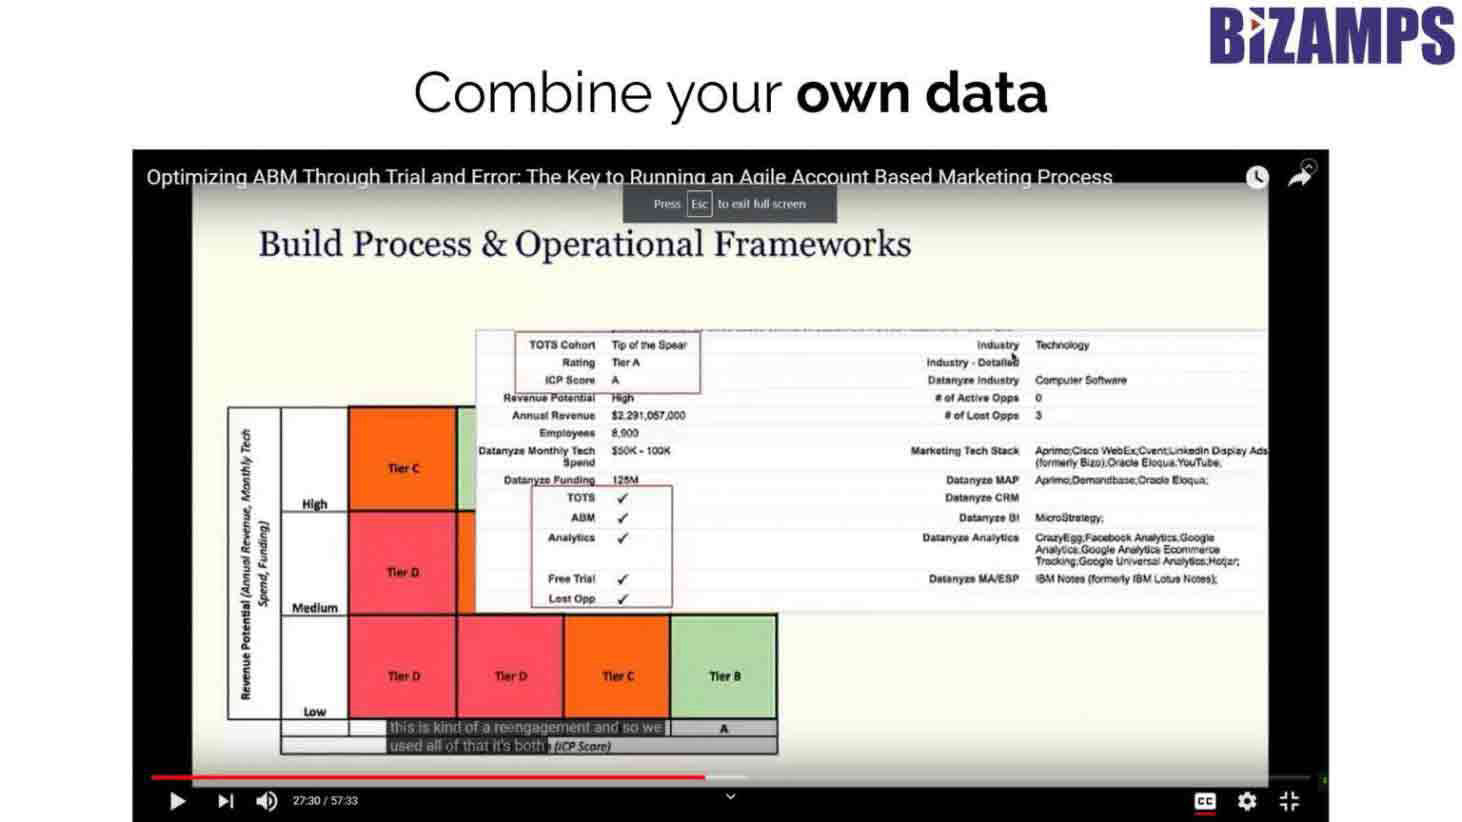 BiZAMPS
Combine your own data
Optimizing ABM Through Trial and Error: The Key to Running an Agile Account Based Marketing Process
Press Esc to exit full screen
Build Process & Operational Frameworks
TOTS Cohort Tip of the Spear
Rating Tier A
ICP Score A
Revenue Potential High
Annual Revenue $2,291,057,000
Employees 8,900
Datanyze Monthly Tech
Spend
$50K - 100K
Datanyze Funding 125M
TOTS ✓
ABM ✓
Analytics ✓
Free Trial ✓
Lost Opp ✓
Industry Technology
Industry - Detailed
Datanyze Industry Computer Software
# of Active Opps 0
# of Lost Opps 3
Marketing Tech Stack Aprimo;Cisco WebEx;Cvent;LinkedIn Display Ads
(formerly Bizo);Oracle Eloqua;YouTube;
Datanyze MAP Aprimo;Demandbase;Oracle Eloqua;
Datanyze CRM
Datanyze BI MicroStrategy;
Datanyze Analytics CrazyEgg;Facebook Analytics;Google
Analytics;Google Analytics Ecommerce
Tracking;Google Universal Analytics;Hotjar;
Datanyze MA/ESP IBM Notes (formerly IBM Lotus Notes);
Revenue Potential (Annual Revenue, Monthly Tech
Spend, Funding)
High
Tier C
Medium
Tier D
Low
Tier D Tier D Tier C Tier B
this is kind of a reengagement and so we
A
used all of that it's both
(ICP Score)
27:30 / 57:33
CC